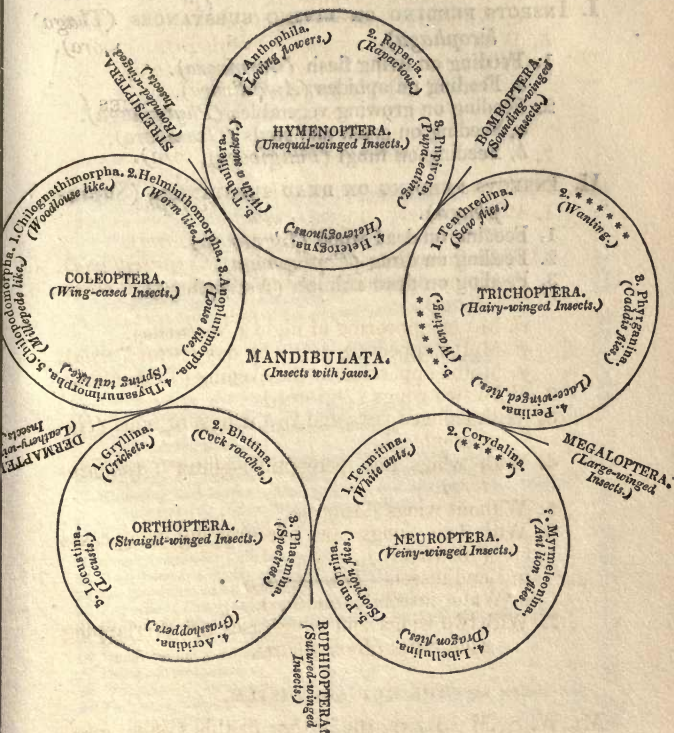 1. Anthophila.
(Loving flowers.)
2. Rapacia.
(Rapacious.)
3. Pupivora.
(Pupa-eating.)
4. Heterogyna.
(Heterogynous.)
5. Tubulifera.
(With a sucker.)
HYMENOPTERA.
(Unequal-winged Insects.)
STREPSIPTERA.
(Rounded-winged
Insects.)
BOMBOPTERA.
(Sounding-winged
Insects.)
1. Chilognathimorpha.
(Woodlouse like.)
2. Helminthomorpha.
(Worm like.)
3. Anoplurimorpha.
(Louse like.)
4. Thysanurimorpha.
(Spring tail like.)
5. Chilopodomorpha.
(Millepede like.)
COLEOPTERA.
(Wing-cased Insects.)
1. Tenthredina.
(Saw flies.)
2. ******
(Wanting.)
3. Phryganina.
(Caddis flies.)
4. Perlina.
(Lace-winged flies.)
5. ******
(Wanting.)
TRICHOPTERA.
(Hairy-winged Insects.)
MANDIBULATA.
(Insects with jaws.)
DERMAPTE
(Leathery-wi
Insects
MEGALOPTERA.
(Large-winged
Insects.)
1. Gryllina.
(Crickets.)
2. Blattina.
(Cock roaches.)
3. Phasmina.
(Spectres.)
4. Acridina.
(Grasshoppers.)
5. Locustina.
(Locusts.)
ORTHOPTERA.
(Straight-winged Insects.)
1. Termitina.
(White ants.)
2. Corydalina.
(*****)
3. Myrmeleonina.
(Ant lion flies.)
4. Libellulina.
(Dragon flies.)
5. Panorpina.
(Scorpion flies.)
NEUROPTERA.
(Veiny-winged Insects.)
RUPHIOPTERA
(Sutured-winged
Insects.)